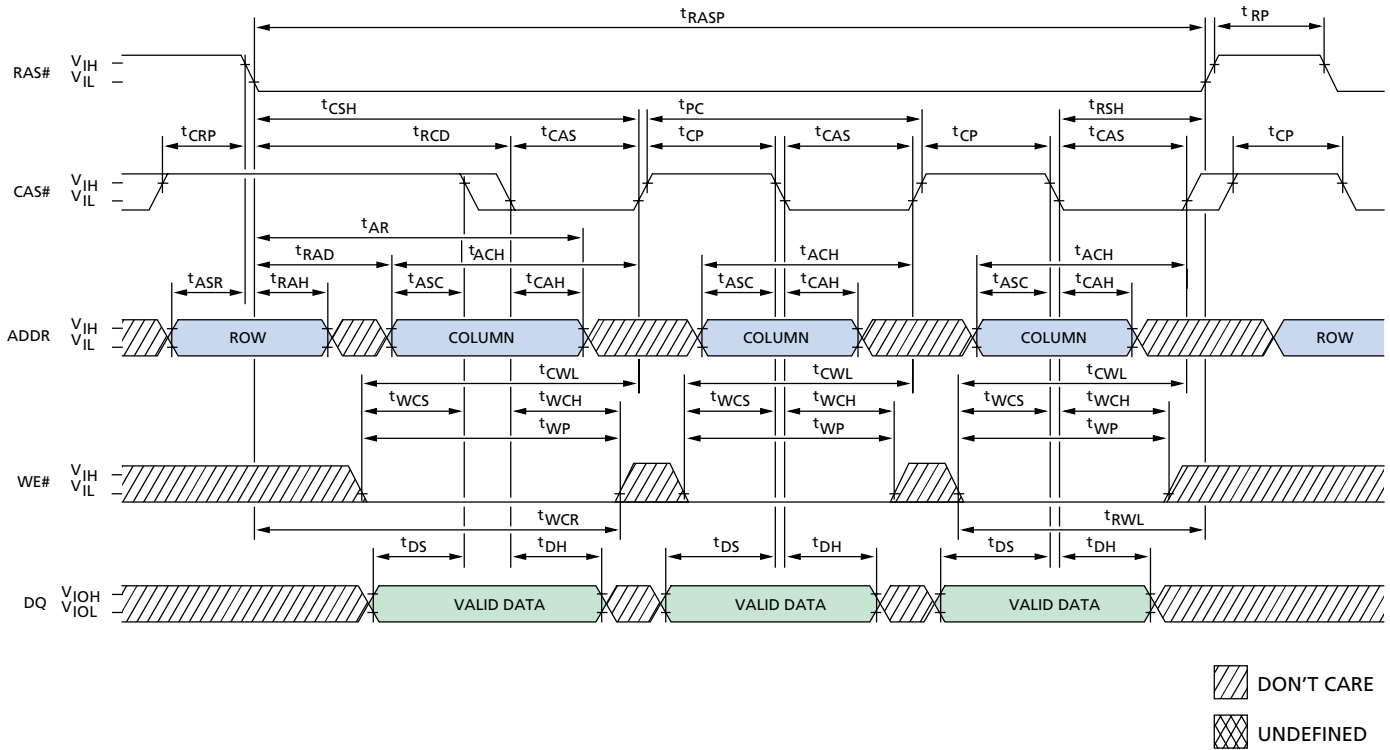 tRASP tRP
RAS# VIH
VIL
tCSH tPC tRSH
tCRP tRCD tCAS tCP tCAS tCP tCAS tCP
CAS# VIH
VIL
tAR
tRAD tACH tACH tACH
tASR tRAH tASC tCAH tASC tCAH tASC tCAH
ADDR VIH
VIL
ROW COLUMN COLUMN COLUMN ROW
tCWL tCWL tCWL
tWCS tWCH tWCS tWCH tWCS tWCH
tWP tWP tWP
WE# VIH
VIL
tWCR tRWL
tDS tDH tDS tDH tDS tDH
DQ VIOH
VIOL
VALID DATA VALID DATA VALID DATA
DON'T CARE
UNDEFINED